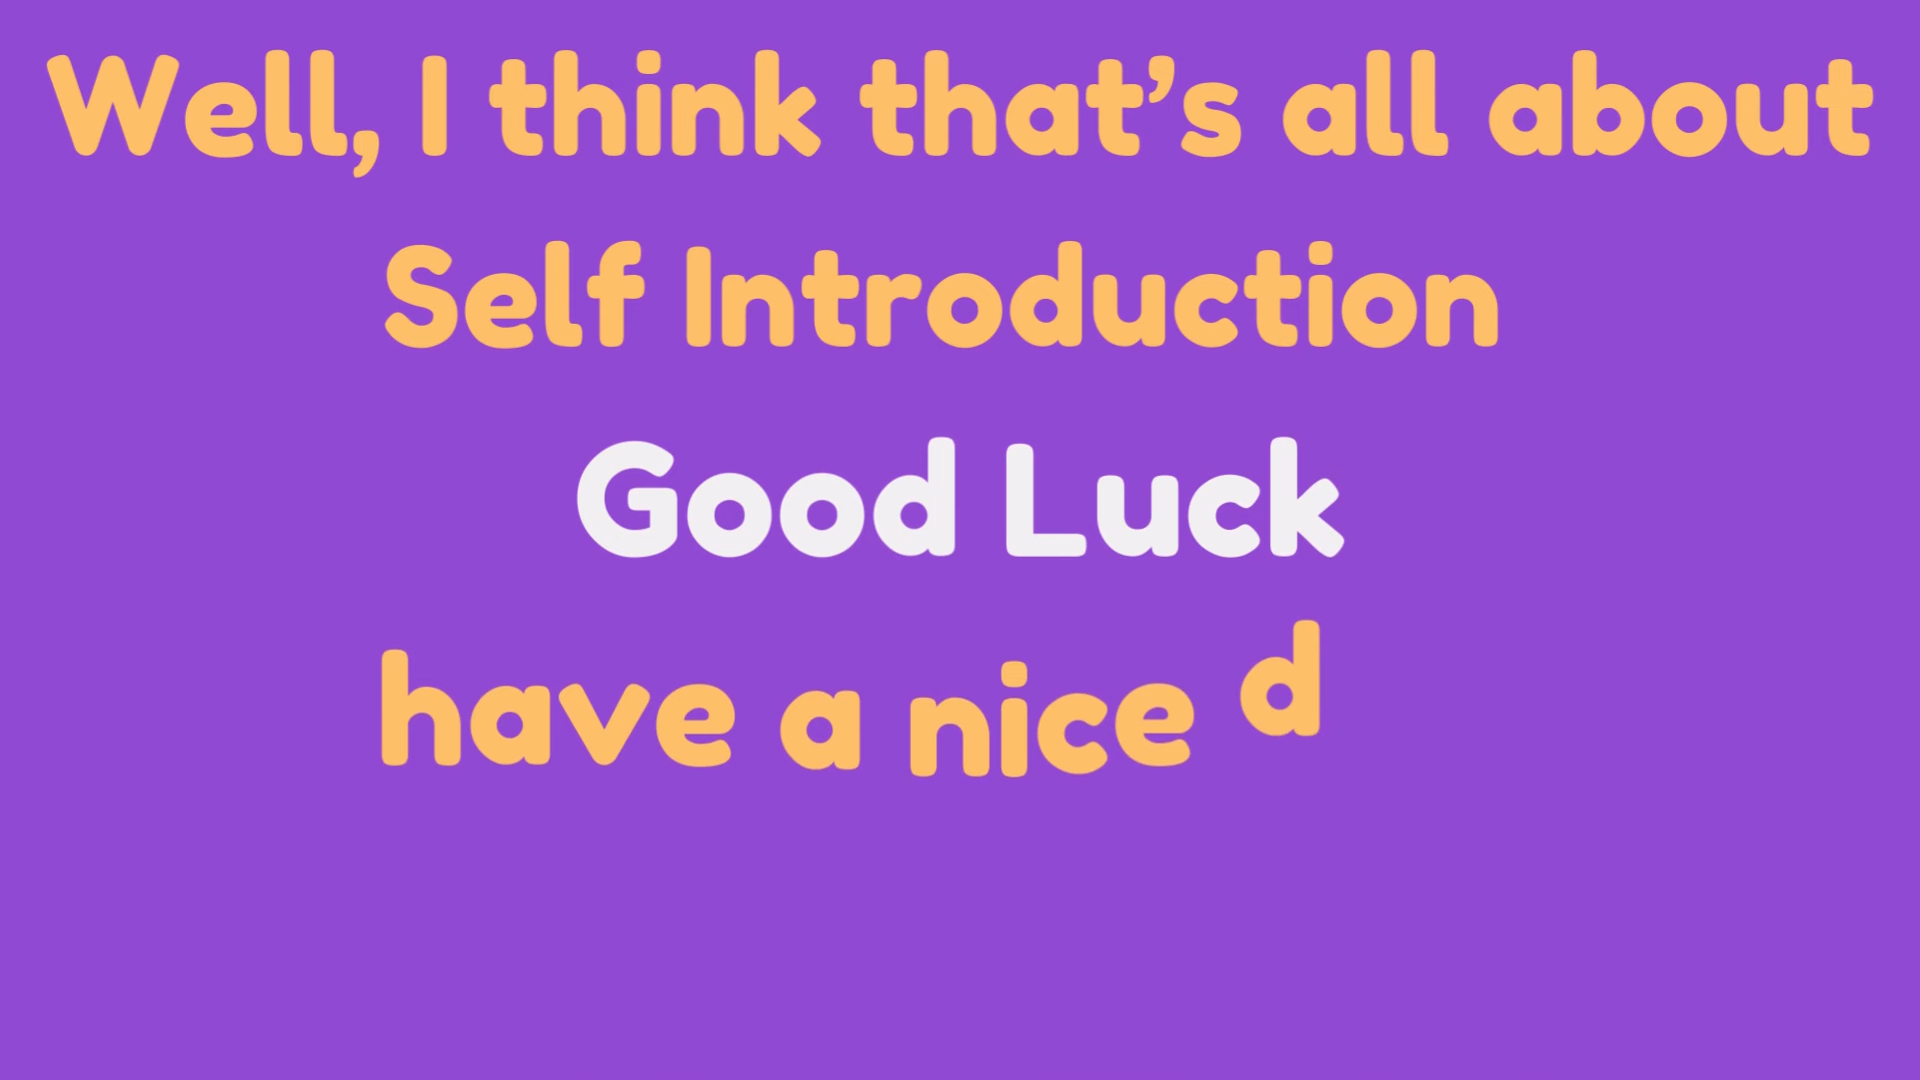 Well, I think that’s all about
Self Introduction
Good Luck
have a nice d